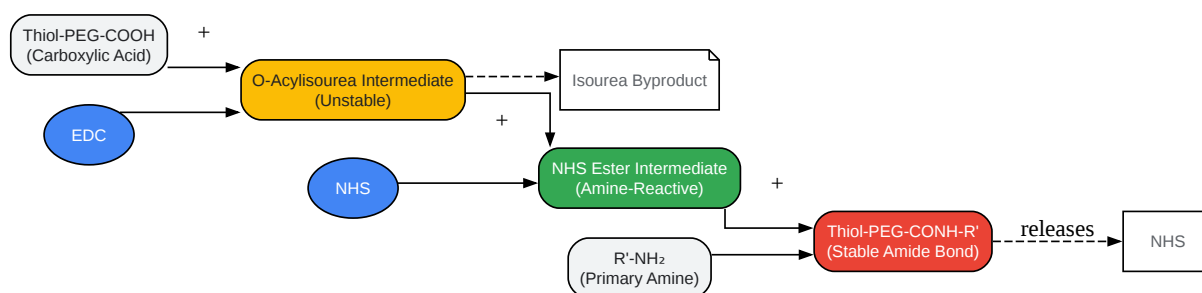 Thiol-PEG-COOH
(Carboxylic Acid)
+
O-Acylisourea Intermediate
(Unstable)
Isourea Byproduct
EDC
+
NHS Ester Intermediate
(Amine-Reactive)
NHS
+
Thiol-PEG-CONH-R'
(Stable Amide Bond)
releases
NHS
R'-NH₂
(Primary Amine)